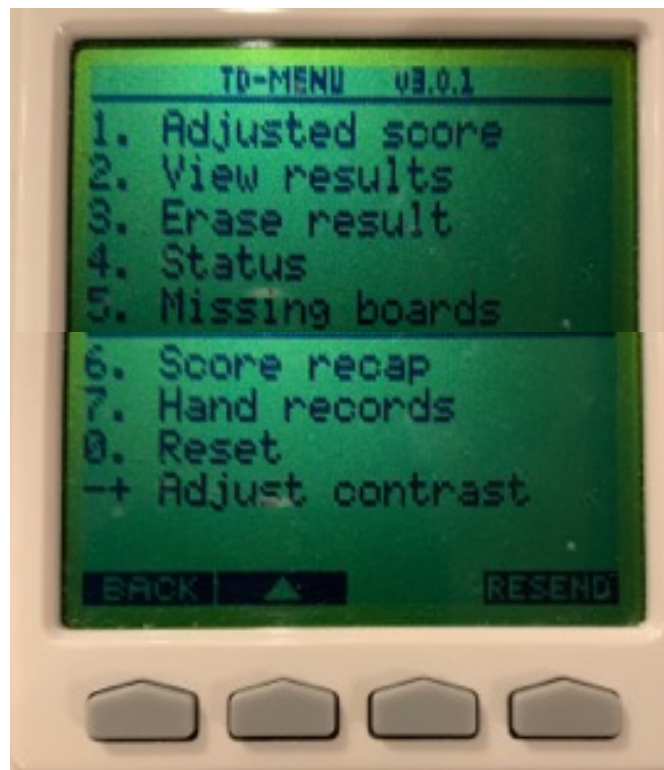 TD-MENU v3.0.1
1. Adjusted score
2. View results
3. Erase result
4. Status
5. Missing boards
6. Score recap
7. Hand records
0. Reset
-+ Adjust contrast
BACK ▲ RESEND